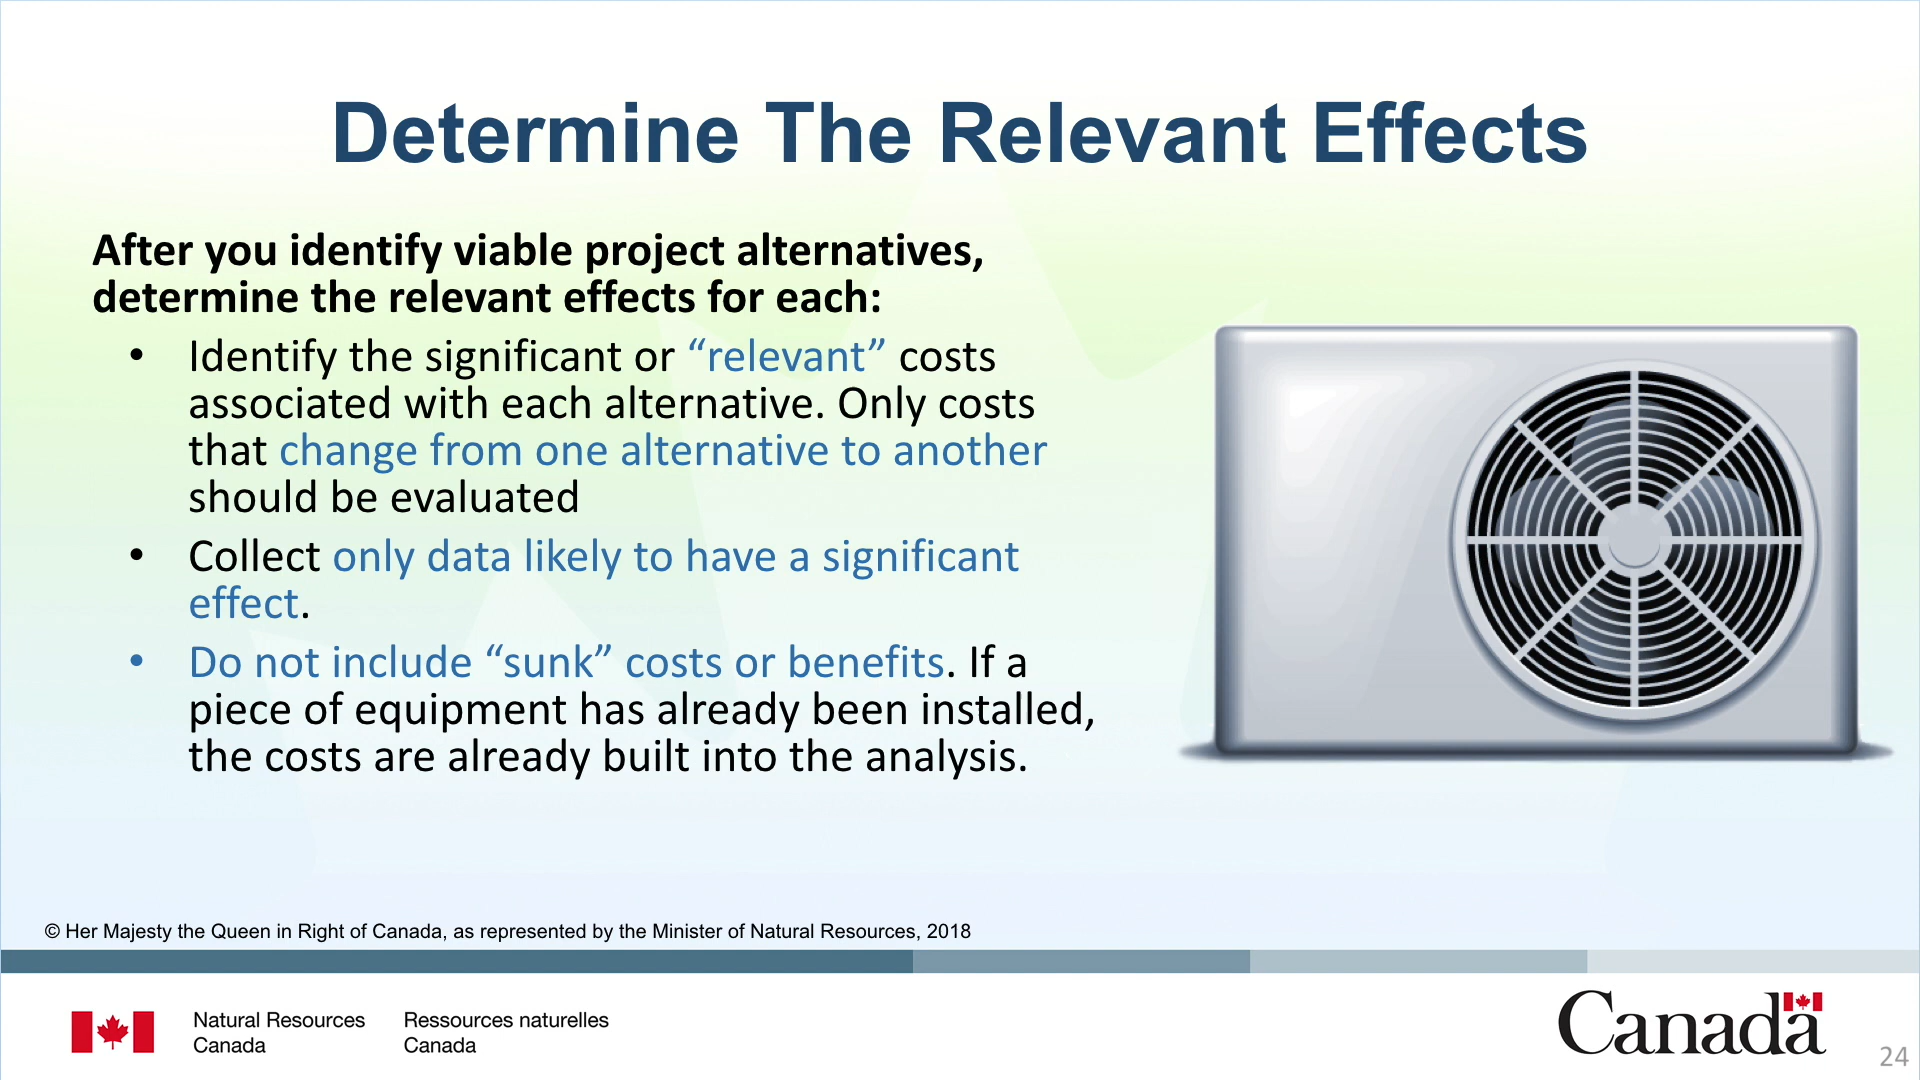 Determine The Relevant Effects
After you identify viable project alternatives,
determine the relevant effects for each:
• Identify the significant or “relevant” costs
associated with each alternative. Only costs
that change from one alternative to another
should be evaluated
• Collect only data likely to have a significant
effect.
• Do not include “sunk” costs or benefits. If a
piece of equipment has already been installed,
the costs are already built into the analysis.
© Her Majesty the Queen in Right of Canada, as represented by the Minister of Natural Resources, 2018
Natural Resources
Canada
Ressources naturelles
Canada
Canada
24